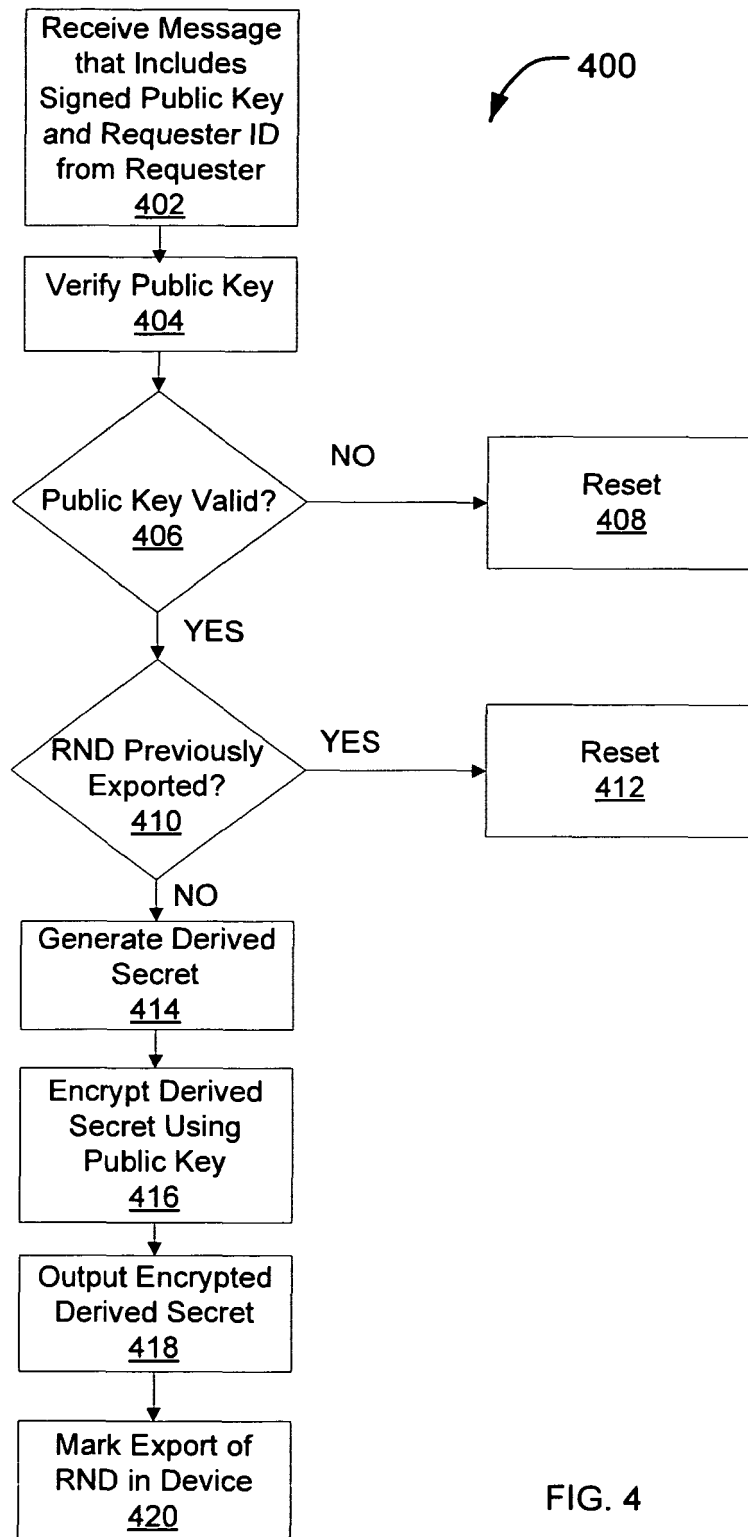 Receive Message
that Includes
Signed Public Key
and Requester ID
from Requester
402
400
Verify Public Key
404
Public Key Valid?
406
NO
Reset
408
YES
RND Previously
Exported?
410
YES
Reset
412
NO
Generate Derived
Secret
414
Encrypt Derived
Secret Using
Public Key
416
Output Encrypted
Derived Secret
418
Mark Export of
RND in Device
420
FIG. 4